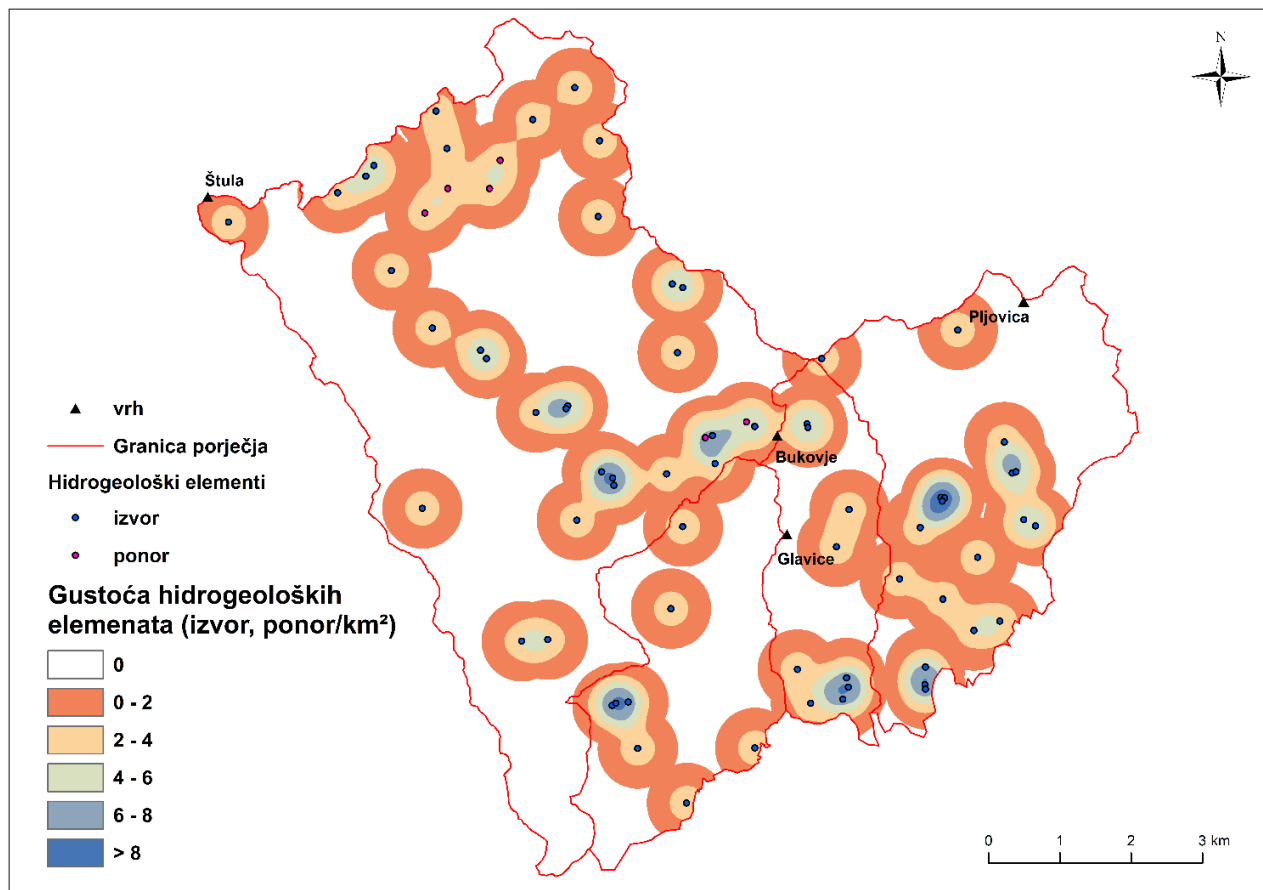 N
Štula
Pljovica
Bukovje
Glavice
vrh
Granica porječja
Hidrogeološki elementi
izvor
ponor
Gustoća hidrogeoloških
elemenata (izvor, ponor/km²)
0
0 - 2
2 - 4
4 - 6
6 - 8
> 8
0 1 2 3 km